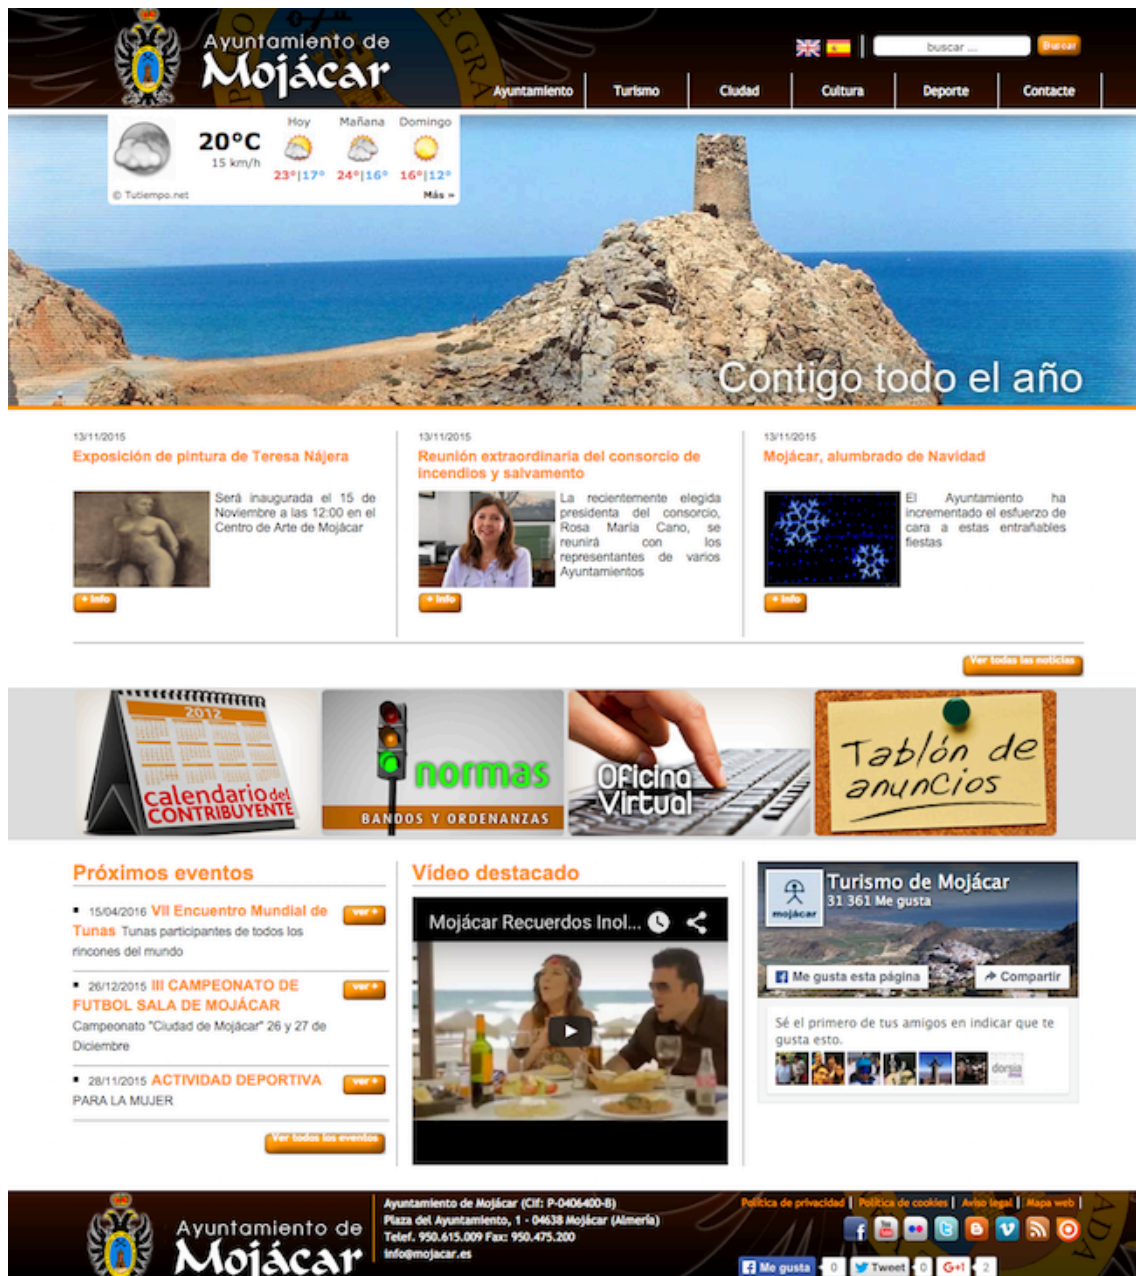 Ayuntamiento de
Mojácar
buscar ...
Buscar
Ayuntamiento
Turismo
Ciudad
Cultura
Deporte
Contacte
Hoy
Mañana
Domingo
20°C
15 km/h
23°|17°
24°|16°
16°|12°
© Tutiempo.net
Más »
Contigo todo el año
13/11/2015
Exposición de pintura de Teresa Nájera
Será inaugurada el 15 de
Noviembre a las 12:00 en el
Centro de Arte de Mojácar
+ info
13/11/2015
Reunión extraordinaria del consorcio de
incendios y salvamento
La recientemente elegida
presidenta del consorcio,
Rosa María Cano, se
reunirá con los
representantes de varios
Ayuntamientos
+ info
13/11/2015
Mojácar, alumbrado de Navidad
El Ayuntamiento ha
incrementado el esfuerzo de
cara a estas entrañables
fiestas
+ info
Ver todas las noticias
2012
calendario del
CONTRIBUYENTE
normas
BANDOS Y ORDENANZAS
Oficina
Virtual
Tablón de
anuncios
Próximos eventos
15/04/2016 VII Encuentro Mundial de
Tunas Tunas participantes de todos los
rincones del mundo
ver +
26/12/2015 III CAMPEONATO DE
FUTBOL SALA DE MOJÁCAR
Campeonato "Ciudad de Mojácar" 26 y 27 de
Diciembre
ver +
28/11/2015 ACTIVIDAD DEPORTIVA
PARA LA MUJER
ver +
Ver todos los eventos
Vídeo destacado
Mojácar Recuerdos Inol...
mojácar
Turismo de Mojácar
31 361 Me gusta
Me gusta esta página
Compartir
Sé el primero de tus amigos en indicar que te
gusta esto.
dorsia
Ayuntamiento de
Mojácar
Ayuntamiento de Mojácar (Cif: P-0406400-B)
Plaza del Ayuntamiento, 1 - 04638 Mojácar (Almería)
Telef. 950.615.009 Fax: 950.475.200
info@mojacar.es
Política de privacidad | Política de cookies | Aviso legal | Mapa web |
Me gusta 0
Tweet 0
G+1 2